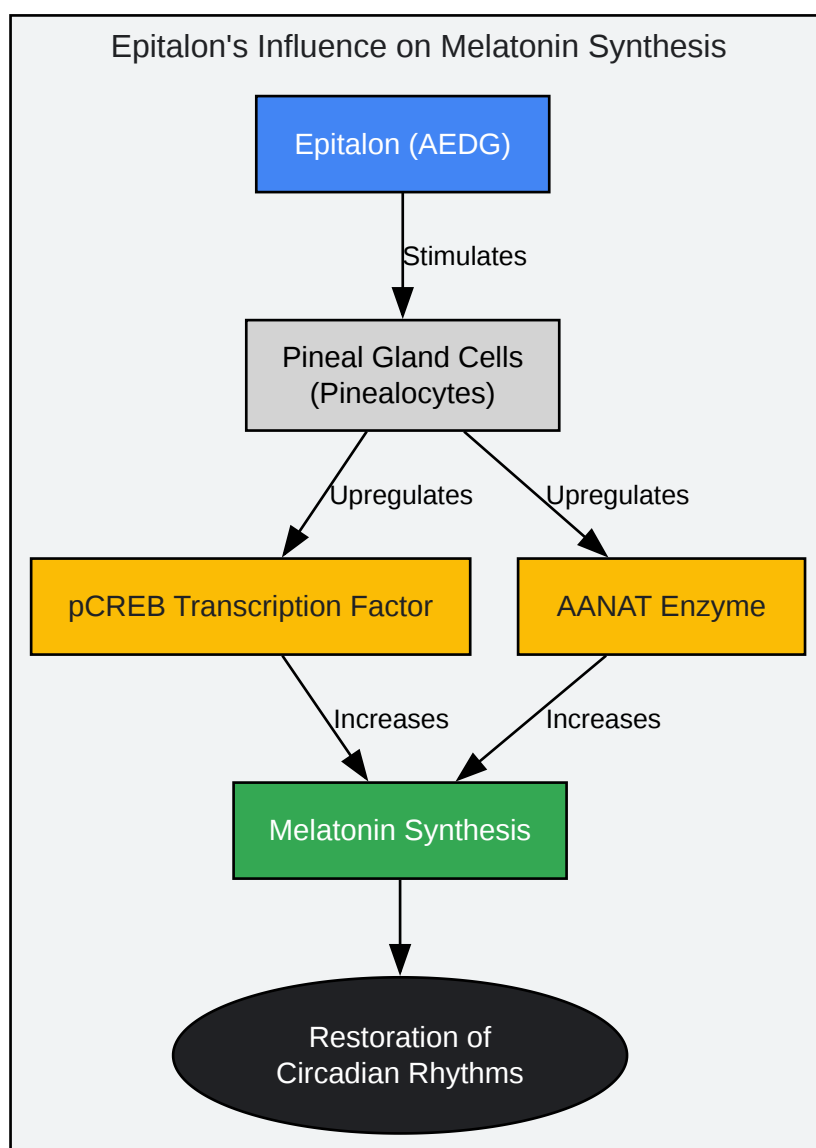 Epitalon's Influence on Melatonin Synthesis
Epitalon (AEDG)
Stimulates
Pineal Gland Cells
(Pinealocytes)
Upregulates
Upregulates
pCREB Transcription Factor
AANAT Enzyme
Increases
Increases
Melatonin Synthesis
Restoration of
Circadian Rhythms